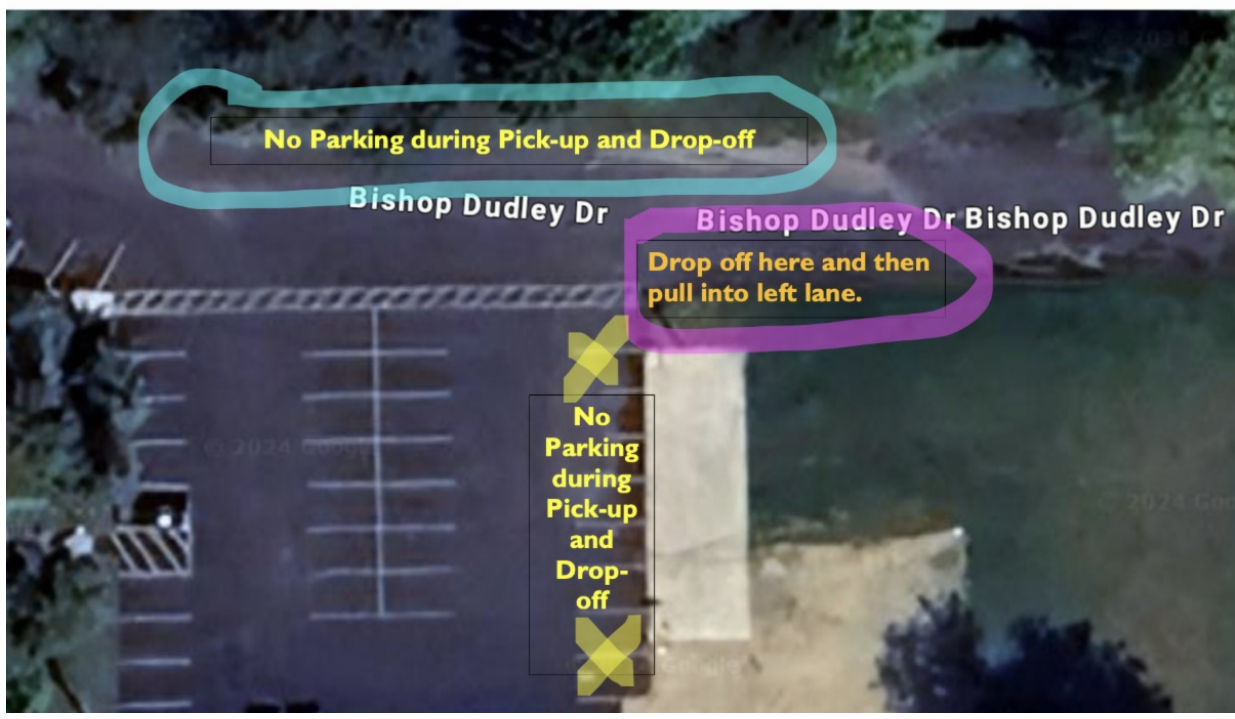 No Parking during Pick-up and Drop-off
Bishop Dudley Dr
Bishop Dudley Dr Bishop Dudley Dr
Drop off here and then
pull into left lane.
No
Parking
during
Pick-up
and
Drop-
off
© 2024 Google
© 2024 Goo
Google